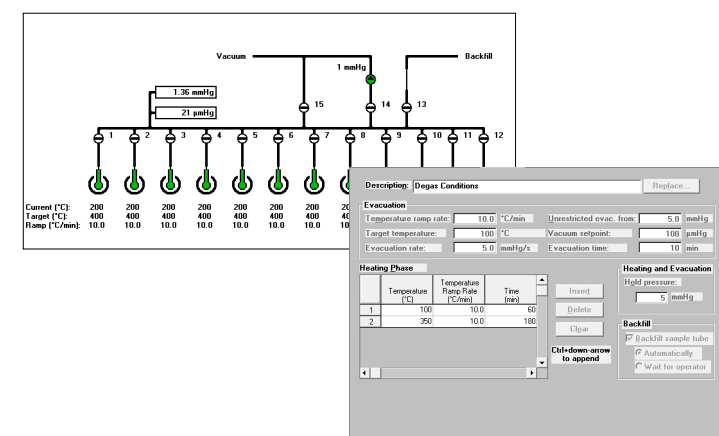 Vacuum
Backfill
1 mmHg
1.36 mmHg
21 µmHg
15
14
13
1 2 3 4 5 6 7 8 9 10 11 12
Current (°C): 200 200 200 200 200 200 200 20
Target (°C): 400 400 400 400 400 400 400 40
Ramp (°C/min): 10.0 10.0 10.0 10.0 10.0 10.0 10.0 10.
Description: Degas Conditions Replace...
Evacuation
Temperature ramp rate: 10.0 °C/min Unrestricted evac. from: 5.0 mmHg
Target temperature: 100 °C Vacuum setpoint: 100 µmHg
Evacuation rate: 5.0 mmHg/s Evacuation time: 10 min
Heating Phase
Temperature (°C) Temperature Ramp Rate (°C/min) Time (min)
1 100 10.0 60
2 350 10.0 180
Insert
Delete
Clear
Ctrl+down-arrow
to append
Heating and Evacuation
Hold pressure:
5 mmHg
Backfill
Backfill sample tube
Automatically
Wait for operator